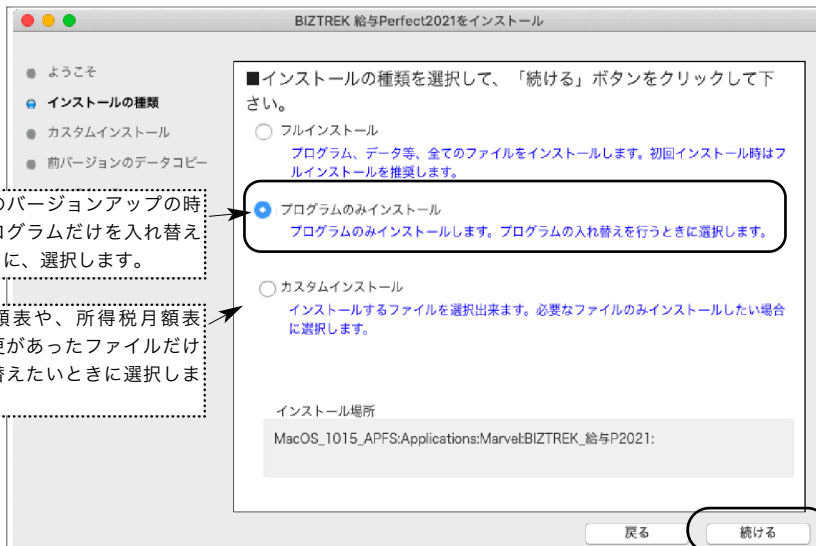 BIZTREK 給与Perfect2021をインストール
ようこそ
インストールの種類
カスタムインストール
前バージョンのデータコピー
■インストールの種類を選択して、「続ける」ボタンをクリックして下
さい。
フルインストール
プログラム、データ等、全てのファイルをインストールします。初回インストール時はフ
ルインストールを推奨します。
プログラムのみインストール
プログラムのみインストールします。プログラムの入れ替えを行うときに選択します。
カスタムインストール
インストールするファイルを選択出来ます。必要なファイルのみインストールしたい場合
に選択します。
のバージョンアップの時
ログラムだけを入れ替え
に、選択します。
額表や、所得税月額表
更があったファイルだけ
替えたいときに選択しま
インストール場所
MacOS_1015_APFS:Applications:Marvel:BIZTREK_給与P2021:
戻る
続ける